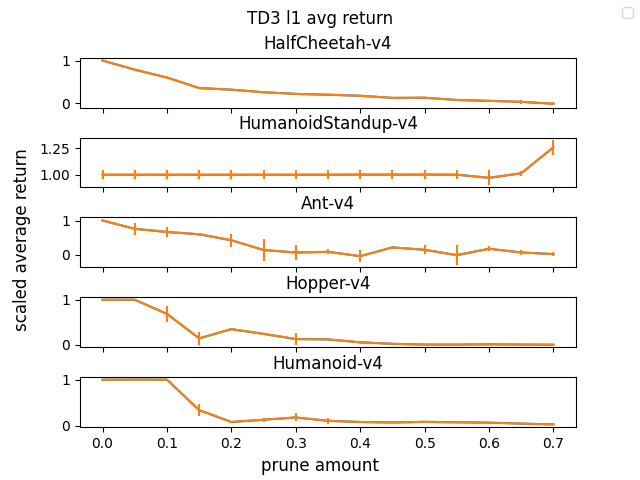 TD3 l1 avg return
HalfCheetah-v4
1
0
HumanoidStandup-v4
1.25
1.00
Ant-v4
1
0
scaled average return
Hopper-v4
1
0
Humanoid-v4
1
0
0.0 0.1 0.2 0.3 0.4 0.5 0.6 0.7
prune amount